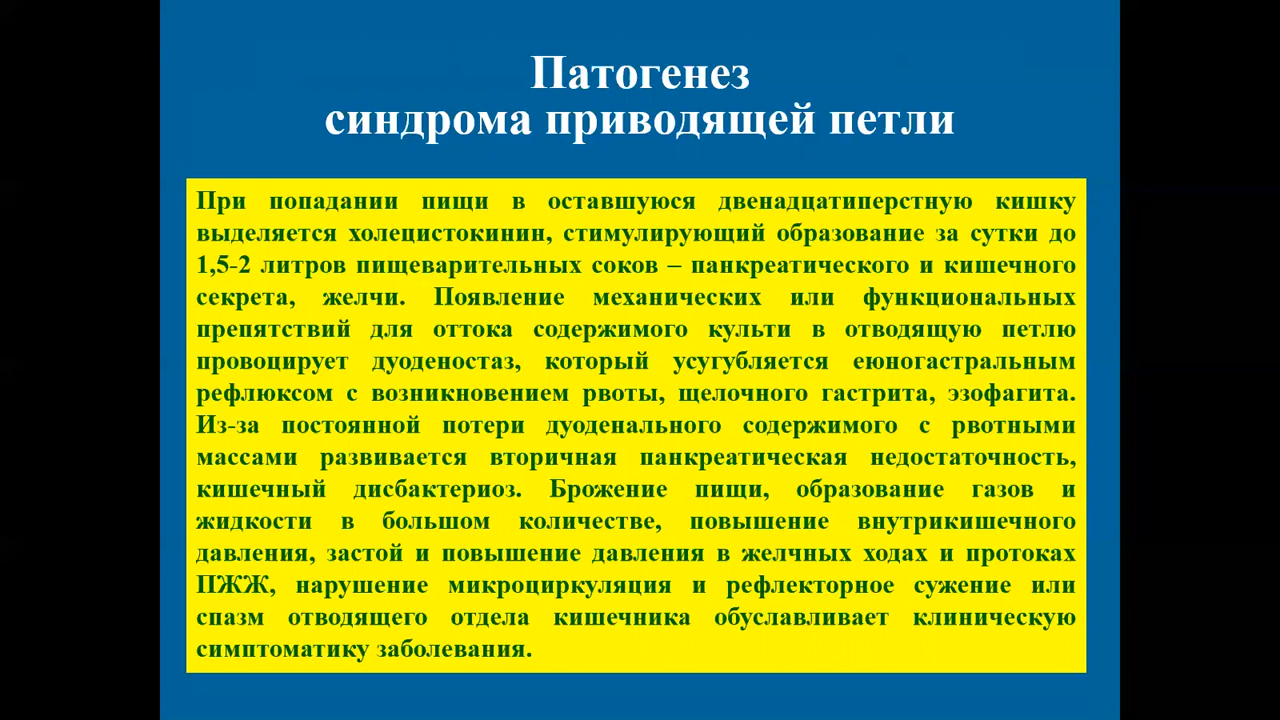 Патогенез
синдрома приводящей петли
При попадании пищи в оставшуюся двенадцатиперстную кишку
выделяется холецистокинин, стимулирующий образование за сутки до
1,5-2 литров пищеварительных соков – панкреатического и кишечного
секрета, желчи. Появление механических или функциональных
препятствий для оттока содержимого культи в отводящую петлю
провоцирует дуоденостаз, который усугубляется еюногастральным
рефлюксом с возникновением рвоты, щелочного гастрита, эзофагита.
Из-за постоянной потери дуоденального содержимого с рвотными
массами развивается вторичная панкреатическая недостаточность,
кишечный дисбактериоз. Брожение пищи, образование газов и
жидкости в большом количестве, повышение внутрикишечного
давления, застой и повышение давления в желчных ходах и протоках
ПЖЖ, нарушение микроциркуляция и рефлекторное сужение или
спазм отводящего отдела кишечника обуславливает клиническую
симптоматику заболевания.